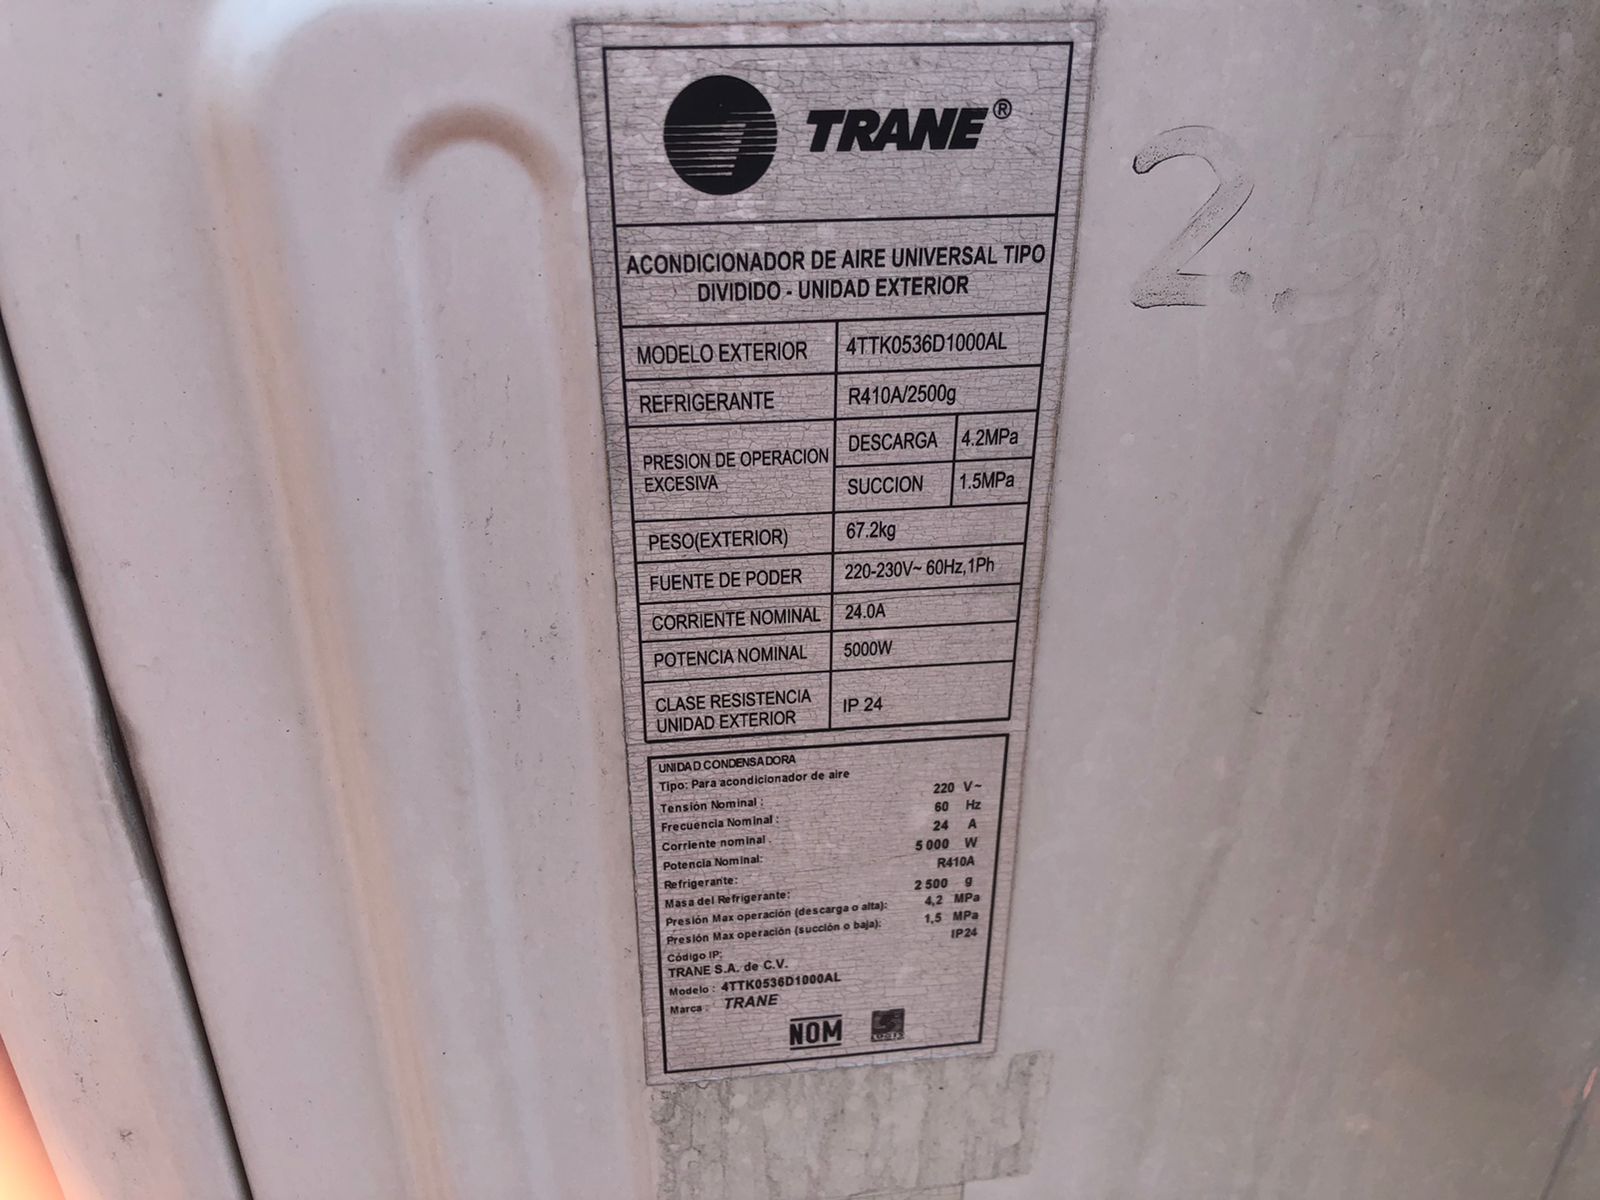 TRANE®
ACONDICIONADOR DE AIRE UNIVERSAL TIPO
DIVIDIDO - UNIDAD EXTERIOR
MODELO EXTERIOR 4TTK0536D1000AL
REFRIGERANTE R410A/2500g
PRESION DE OPERACION EXCESIVA DESCARGA 4.2MPa
SUCCION 1.5MPa
PESO(EXTERIOR) 67.2kg
FUENTE DE PODER 220-230V~ 60Hz,1Ph
CORRIENTE NOMINAL 24.0A
POTENCIA NOMINAL 5000W
CLASE RESISTENCIA UNIDAD EXTERIOR IP 24
UNIDAD CONDENSADORA
Tipo: Para acondicionador de aire
Tensión Nominal : 220 V~
Frecuencia Nominal : 60 Hz
Corriente nominal . 24 A
Potencia Nominal: 5 000 W
Refrigerante: R410A
Masa del Refrigerante: 2 500 g
Presión Max operación (descarga o alta): 4,2 MPa
Presión Max operación (succión o baja): 1,5 MPa
Código IP: IP24
TRANE S.A. de C.V.
Modelo : 4TTK0536D1000AL
Marca : TRANE
NOM
2.5